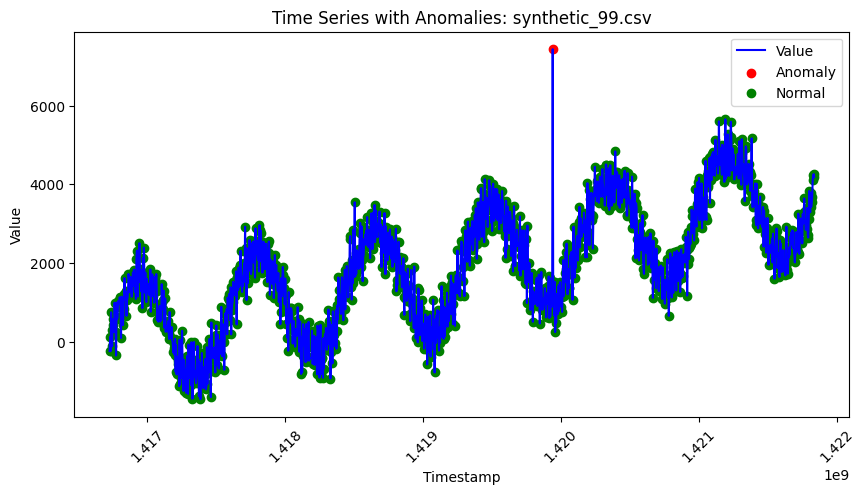 Time Series with Anomalies: synthetic_99.csv
Value
Anomaly
Normal
6000
4000
2000
0
Value
1.417
1.418
1.419
1.420
1.421
1.422
1e9
Timestamp